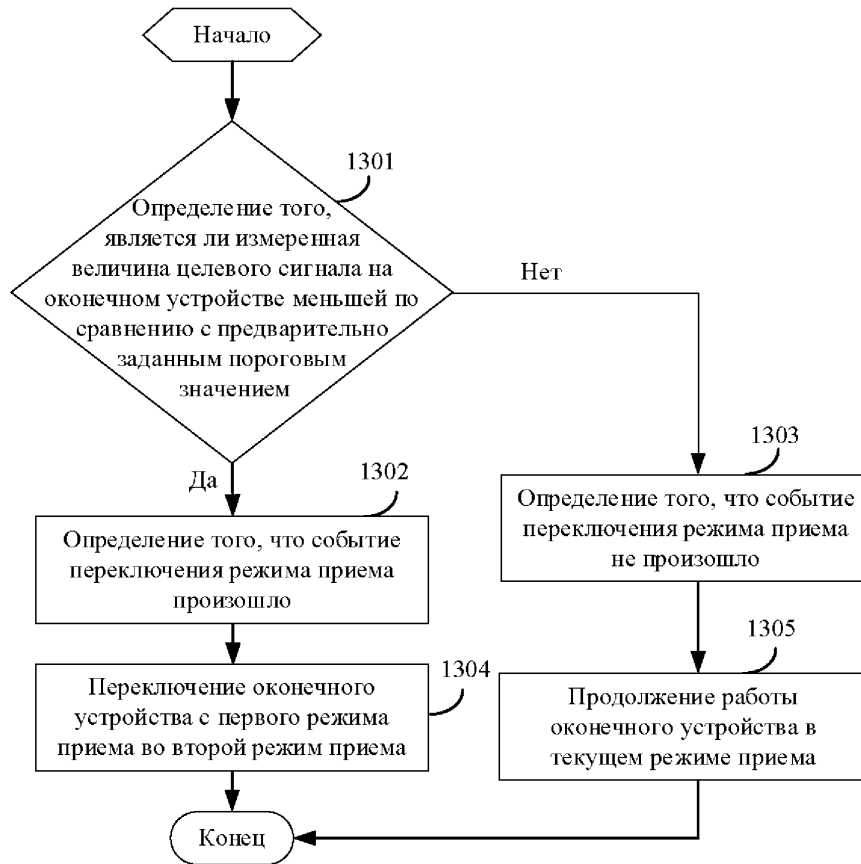 Начало
1301
Определение того,
является ли измеренная
величина целевого сигнала на
оконечном устройстве меньшей по
сравнению с предварительно
заданным пороговым
значением
Нет
Да
1302
Определение того, что событие
переключения режима приема
произошло
1303
Определение того, что событие
переключения режима приема
не произошло
1304
Переключение оконечного
устройства с первого режима
приема во второй режим приема
1305
Продолжение работы
оконечного устройства в
текущем режиме приема
Конец